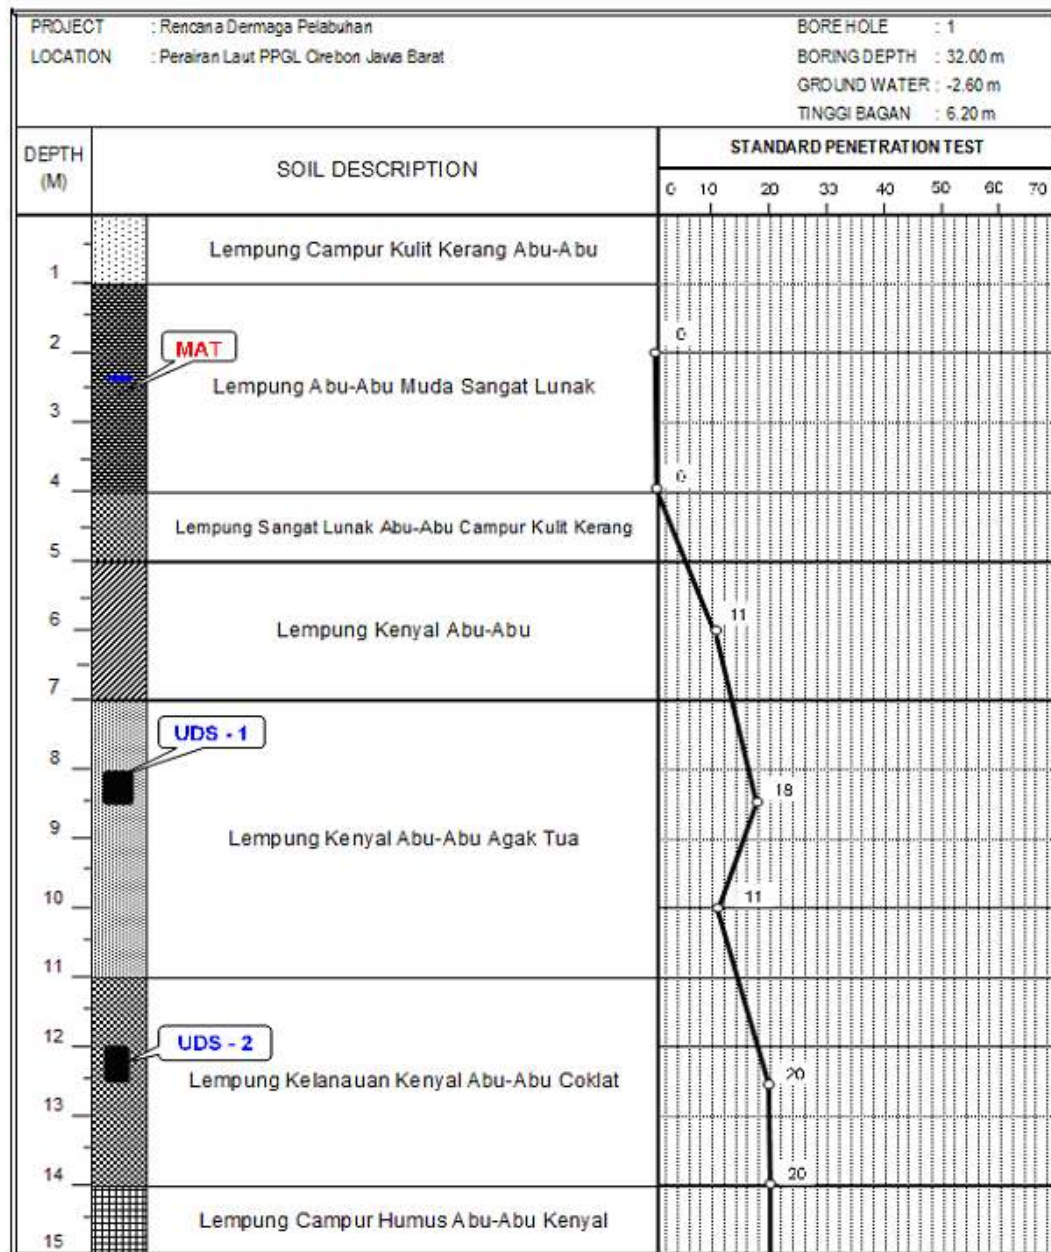 PROJECT : Rencana Dermaga Pelabuhan BOREHOLE : 1
LOCATION : Perairan Laut PPGL Cirebon Jawa Barat BORING DEPTH : 32.00 m
GROUND WATER : -2.60 m
TINGGI BAGAN : 6.20 m
DEPTH (M)
SOIL DESCRIPTION
STANDARD PENETRATION TEST
0 10 20 30 40 50 60 70
Lempung Campur Kulit Kerang Abu-Abu
1
0
2
MAT
Lempung Abu-Abu Muda Sangat Lunak
3
4
0
Lempung Sangat Lunak Abu-Abu Campur Kulit Kerang
5
6
11
Lempung Kenyal Abu-Abu
7
UDS - 1
8
18
9
Lempung Kenyal Abu-Abu Agak Tua
10
11
11
12
UDS - 2
20
Lempung Kelanauan Kenyal Abu-Abu Coklat
13
14
20
Lempung Campur Humus Abu-Abu Kenyal
15